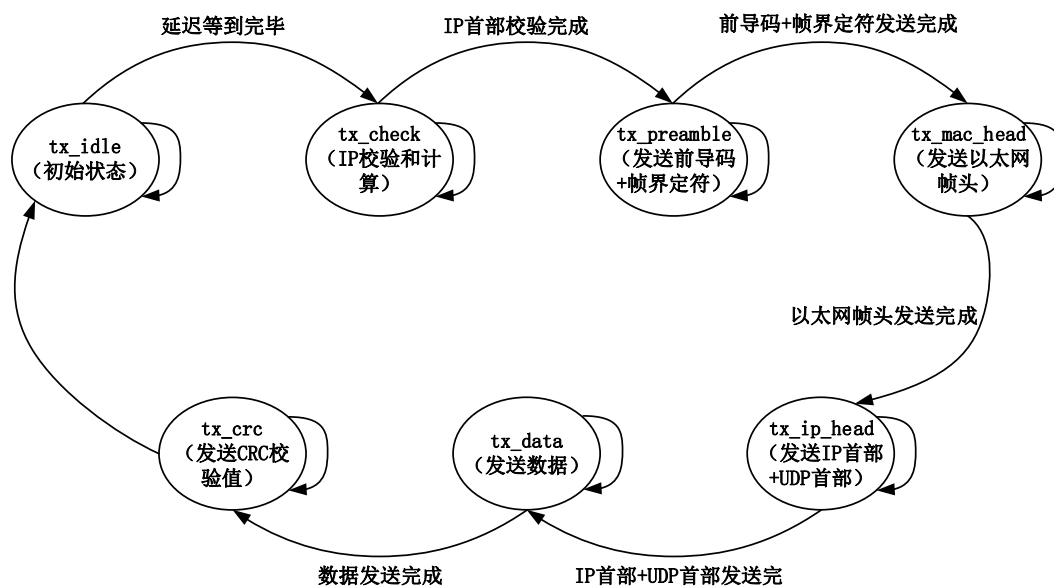 延迟等到完毕
IP首部校验完成
前导码+帧界定符发送完成
tx_idle
（初始状态）
tx_check
（IP校验和计
算）
tx_preamble
（发送前导码
+帧界定符）
tx_mac_head
（发送以太网
帧头）
以太网帧头发送完成
tx_crc
（发送CRC校
验值）
tx_data
（发送数据）
tx_ip_head
（发送IP首部
+UDP首部）
数据发送完成
IP首部+UDP首部发送完